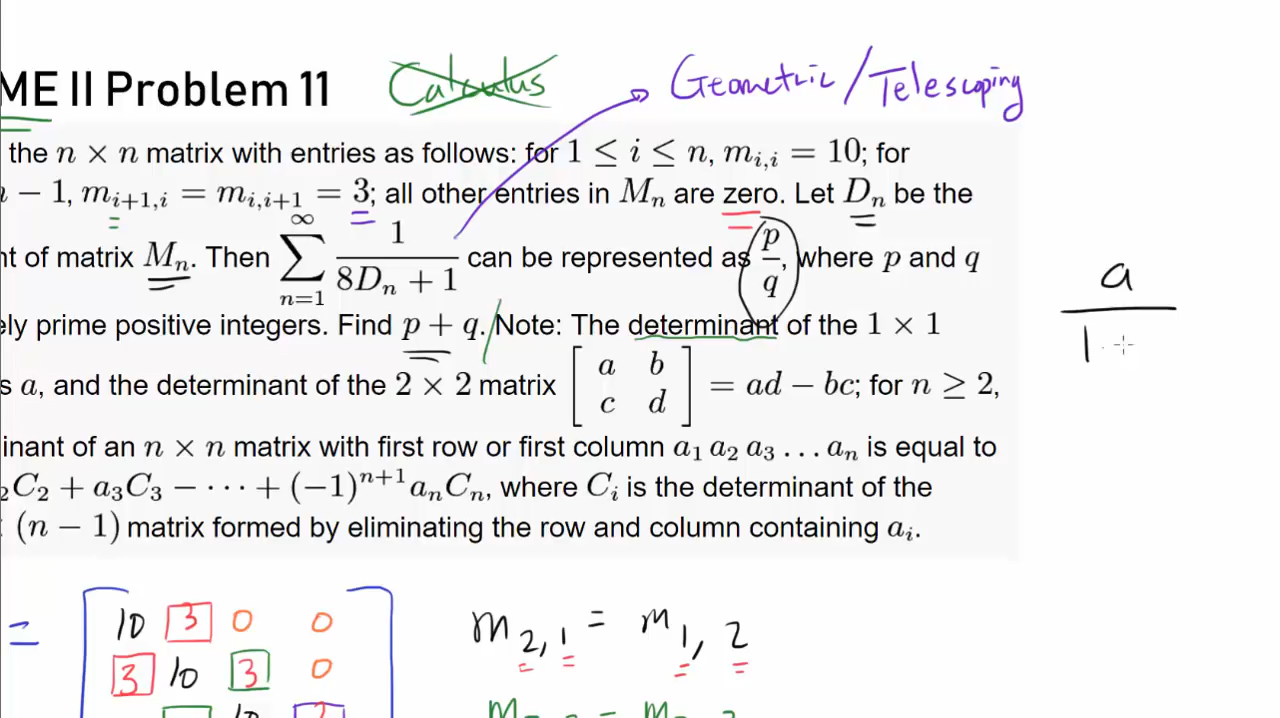 ME II Problem 11 Calculus Geometric/Telescoping
the n × n matrix with entries as follows: for 1 ≤ i ≤ n, m_{i,i} = 10; for
− 1, m_{i+1,i} = m_{i,i+1} = 3; all other entries in M_n are zero. Let D_n be the
nt of matrix M_n. Then ∑_{n=1}^{∞} 1/(8D_n + 1) can be represented as p/q, where p and q
ely prime positive integers. Find p + q. Note: The determinant of the 1 × 1
a
1
s a, and the determinant of the 2 × 2 matrix [a b; c d] = ad − bc; for n ≥ 2,
inant of an n × n matrix with first row or first column a_1 a_2 a_3 … a_n is equal to
_2C_2 + a_3C_3 − ⋯ + (−1)^{n+1}a_nC_n, where C_i is the determinant of the
(n − 1) matrix formed by eliminating the row and column containing a_i.
= 10 3 0 0 m_{2,1} = m_{1,2}
3 10 3 0
10